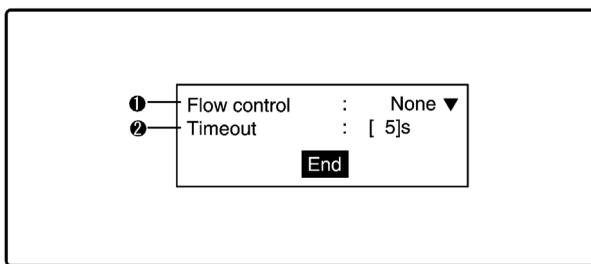 ❶ Flow control : None ▼
❷ Timeout : [ 5]s
End